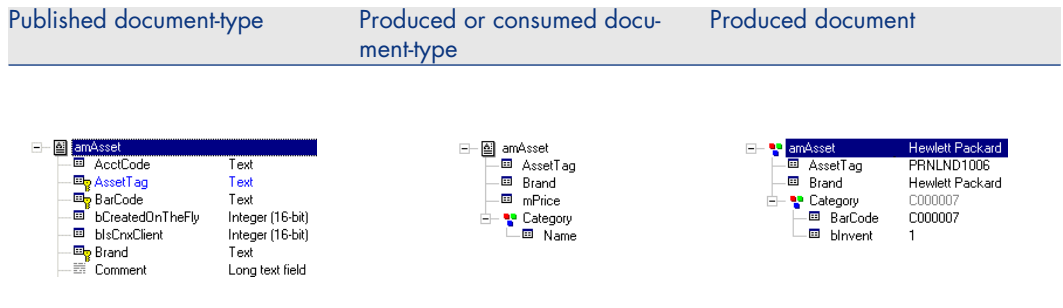 Published document-type
Produced or consumed docu-
ment-type
Produced document
amAsset
AcctCode Text
AssetTag Text
BarCode Text
bCreatedOnTheFly Integer (16-bit)
bIsCnxClient Integer (16-bit)
Brand Text
Comment Long text field
amAsset
AssetTag
Brand
mPrice
Category
Name
amAsset Hewlett Packard
AssetTag PRNLND1006
Brand Hewlett Packard
Category C000007
BarCode C000007
bInvent 1